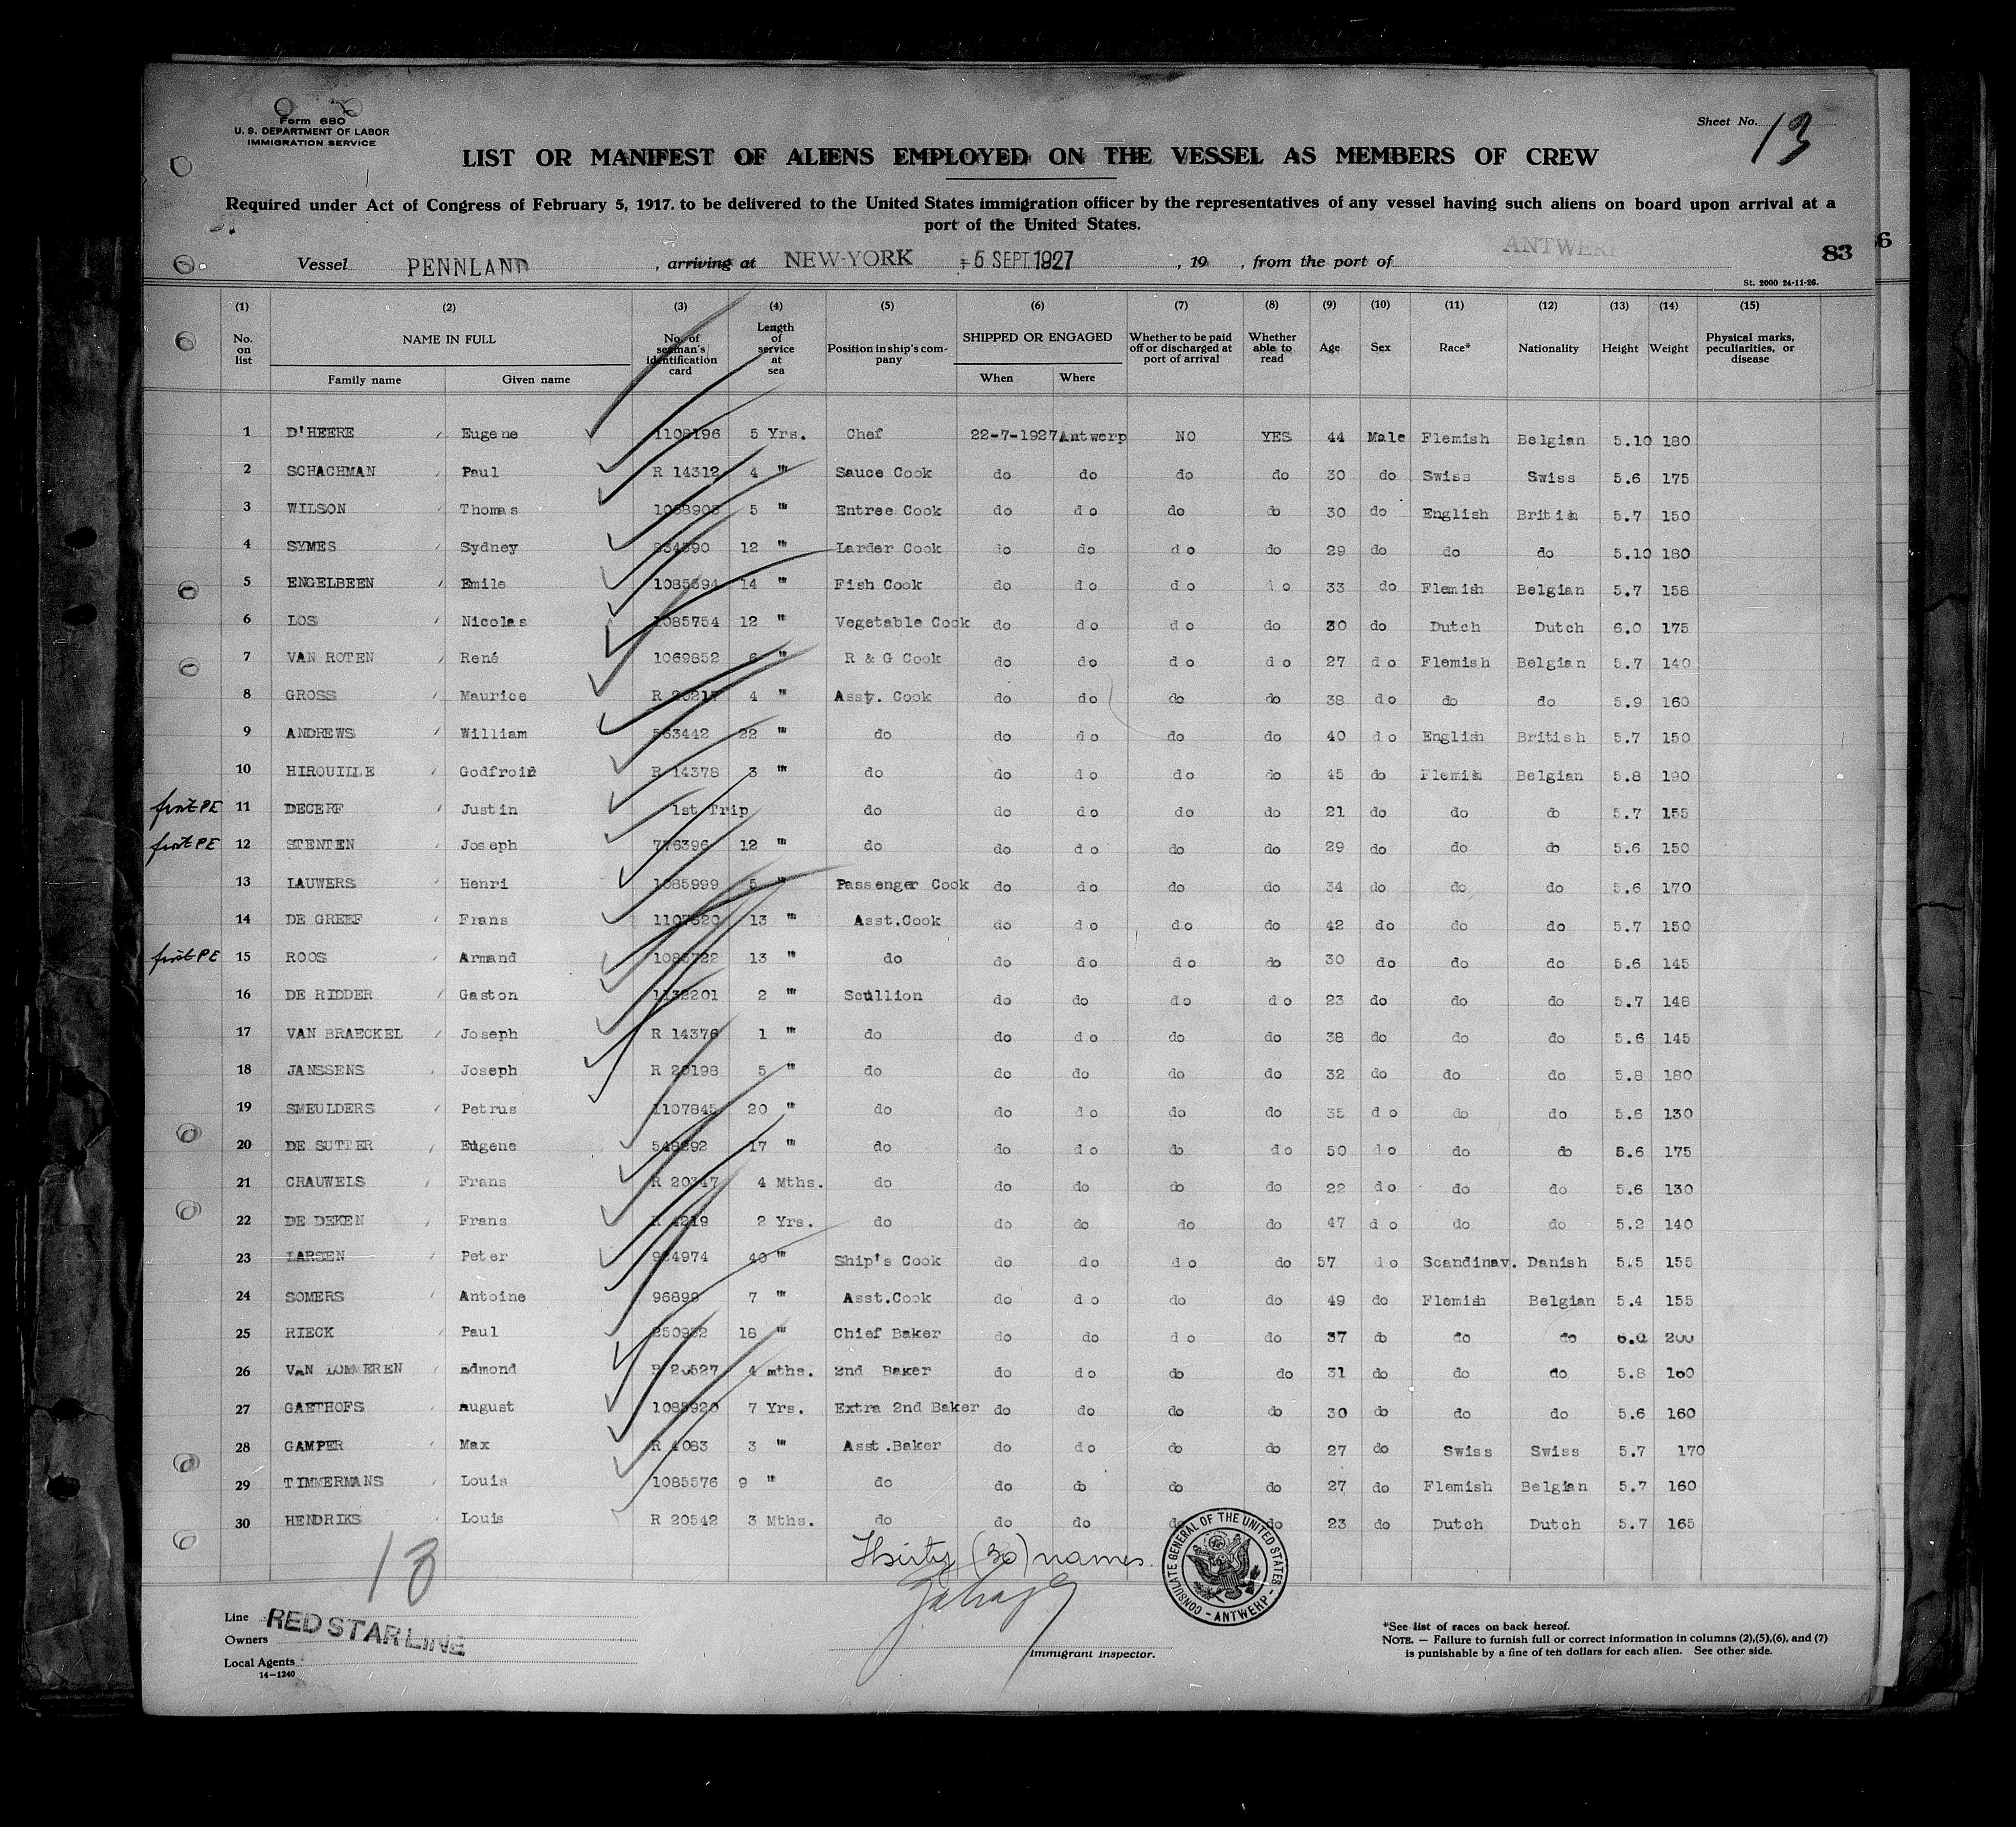 Form 680
U. S. DEPARTMENT OF LABOR
IMMIGRATION SERVICE
Sheet No. 13
LIST OR MANIFEST OF ALIENS EMPLOYED ON THE VESSEL AS MEMBERS OF CREW
Required under Act of Congress of February 5, 1917. to be delivered to the United States immigration officer by the representatives of any vessel having such aliens on board upon arrival at a
port of the United States.
Vessel PENNLAND , arriving at NEW-YORK 5 SEPT. 1927 , 19 , from the port of ANTWERP 83
St. 2000 24-11-26.
(1) (2) (3) (4) (5) (6) (7) (8) (9) (10) (11) (12) (13) (14) (15)
No. on list NAME IN FULL Family name Given name No. of seaman's identification card Length of service at sea Position in ship's company SHIPPED OR ENGAGED When Where Whether to be paid off or discharged at port of arrival Whether able to read Age Sex Race* Nationality Height Weight Physical marks, peculiarities, or disease
1 D'HEERE Eugene 1108196 5 Yrs. Chef 22-7-1927 Antwerp NO YES 44 Male Flemish Belgian 5.10 180
2 SCHACHMAN Paul R 14312 4 " Sauce Cook do do do do 30 do Swiss Swiss 5.6 175
3 WILSON Thomas 5 " Entree Cook do do do do 30 do English British 5.7 150
4 SYMES Sydney 12 " Larder Cook do do do do 29 do do do 5.10 180
5 ENGELBEEN Emile 14 " Fish Cook do do do do 33 do Flemish Belgian 5.7 158
6 LOS Nicolas 1085754 12 " Vegetable Cook do do do do 30 do Dutch Dutch 6.0 175
7 VAN ROTEN René 1069852 6 " R & G Cook do do do do 27 do Flemish Belgian 5.7 140
8 GROSS Maurice R 20217 4 " Asst. Cook do do do do 38 do do do 5.9 160
9 ANDREWS William 563442 22 " do do do do do 40 do English British 5.7 150
10 HIROUILLE Godfroid R 14378 3 " do do do do do 45 do Flemish Belgian 5.8 190
11 DECERF Justin 1st Trip do do do do do 21 do do do 5.7 155
12 STENTEN Joseph 776396 12 " do do do do do 29 do do do 5.6 150
13 LAUWERS Henri 1085999 5 " Passenger Cook do do do do 34 do do do 5.6 170
14 DE GREEF Frans 13 " Asst.Cook do do do do 42 do do do 5.7 150
15 ROOS Armand 13 " do do do do do 30 do do do 5.6 145
16 DE RIDDER Gaston 1132201 2 " Scullion do do do do 23 do do do 5.7 148
17 VAN BRAECKEL Joseph R 14376 1 " do do do do do 38 do do do 5.6 145
18 JANSSENS Joseph R 20198 5 " do do do do do 32 do do do 5.8 180
19 SMEULDERS Petrus 1107845 20 " do do do do do 35 do do do 5.6 130
20 DE SUTTER Eugene 17 " do do do do do 50 do do do 5.6 175
21 CRAUWELS Frans R 20347 4 Mths. do do do do do 22 do do do 5.6 130
22 DE DEKEN Frans R 4219 2 Yrs. do do do do do 47 do do do 5.2 140
23 LARSEN Peter 924974 40 " Ship's Cook do do do do 57 do Scandinav. Danish 5.5 155
24 SOMERS Antoine 96898 7 " Asst.Cook do do do do 49 do Flemish Belgian 5.4 155
25 RIECK Paul 18 " Chief Baker do do do do 37 do do do 6.0 200
26 VAN LOMMEREN Edmond R 20527 4 mths. 2nd Baker do do do do 31 do do do 5.8 160
27 GAETHOFS August 1085920 7 Yrs. Extra 2nd Baker do do do do 30 do do do 5.6 160
28 GAMPER Max R 4083 3 " Asst.Baker do do do do 27 do Swiss Swiss 5.7 170
29 TIMMERMANS Louis 1085576 9 " do do do do do 27 do Flemish Belgian 5.7 160
30 HENDRIKS Louis R 20542 3 Mths. do do do do do 23 do Dutch Dutch 5.7 165
13
Thirty (30) names.
CONSULATE GENERAL OF THE UNITED STATES - ANTWERP -
Line RED STAR LINE
Owners
Local Agents
14-1240
Immigrant Inspector.
*See list of races on back hereof.
NOTE. — Failure to furnish full or correct information in columns (2),(5),(6), and (7)
is punishable by a fine of ten dollars for each alien. See other side.